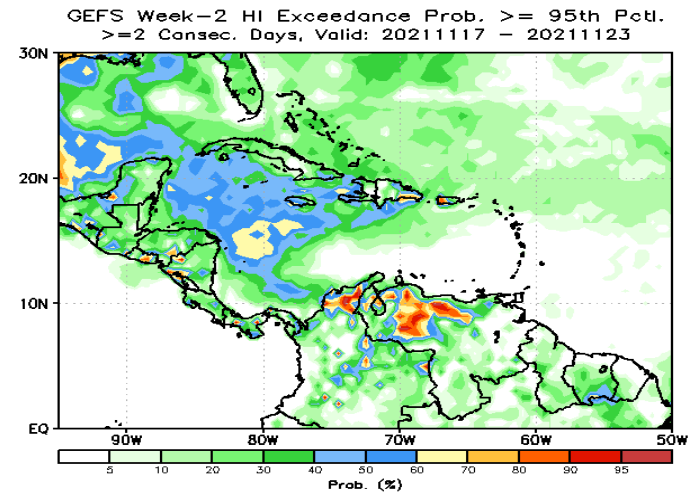 GEFS Week-2 HI Exceedance Prob. >= 95th Pctl.
>=2 Cansec. Days, Valid: 20211117 - 20211123
30N
20N
10N
EQ
90W 80W 70W 60W 50W
5 10 20 30 40 50 60 70 80 90 95
Prob. (%)